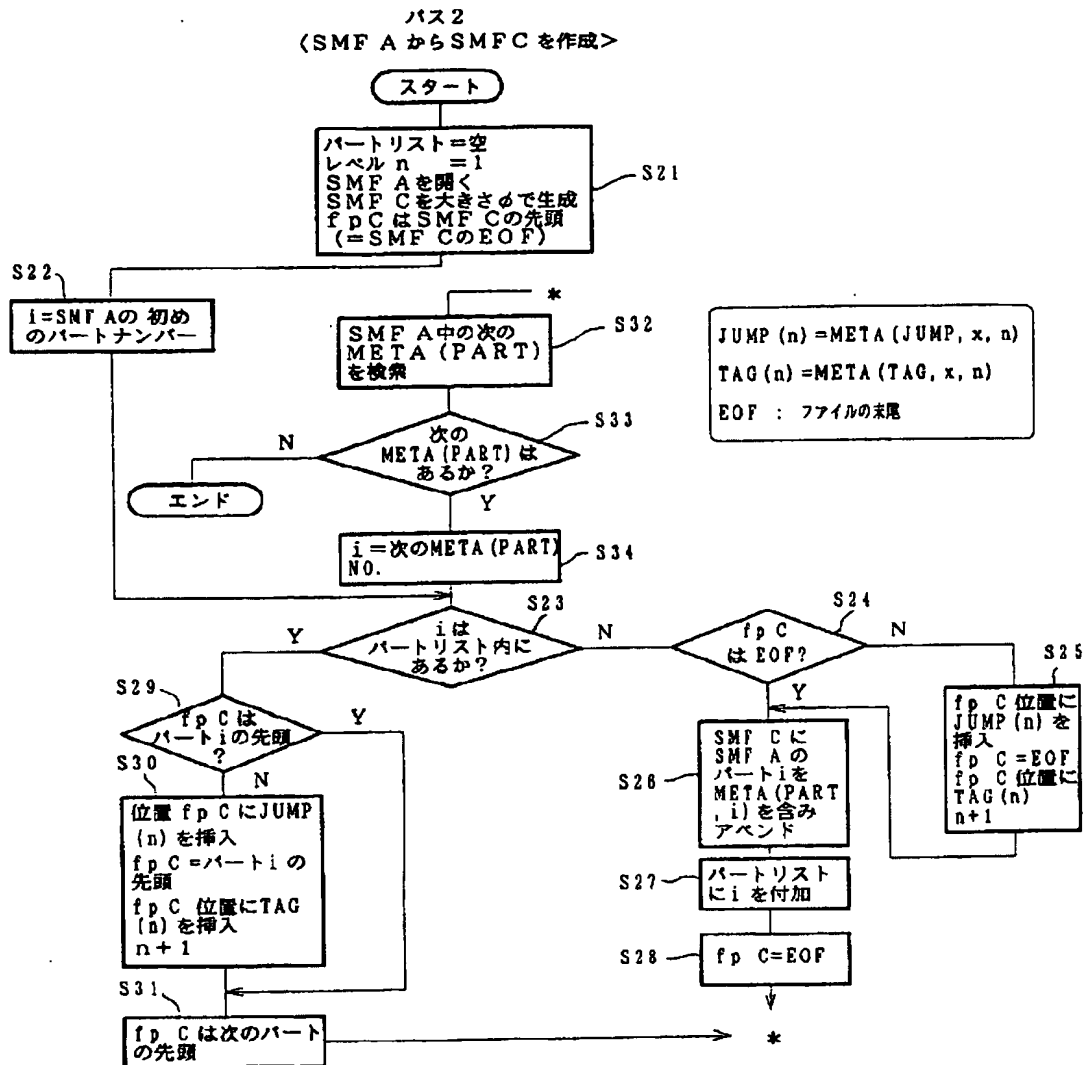 パス2
<SMF A からSMFC を作成>
スタート
パートリスト=空
レベル n =1
SMF Aを開く
SMF Cを大きさφで生成
fpCはSMF Cの先頭
(=SMF CのEOF)
S21
S22
i=SMF Aの 初め
のパートナンバー
*
SMF A中の次の
META (PART)
を検索
S32
JUMP (n) =META (JUMP, x, n)
TAG (n) =META (TAG, x, n)
EOF : ファイルの末尾
次の
META (PART) は
あるか?
S33
N
Y
エンド
i=次のMETA (PART)
NO.
S34
iは
パートリスト内に
あるか?
S23
Y
N
fp C
は EOF?
S24
N
Y
S25
fp C 位置に
JUMP (n) を
挿入
fp C =EOF
fp C 位置に
TAG (n)
n+1
S29
fp C は
パートiの先頭
?
Y
N
S30
位置 fp C にJUMP
(n) を挿入
fp C =パートi の
先頭
fp C 位置にTAG
(n) を挿入
n+1
S26
SMF C に
SMF A の
パートiを
META (PART
, i) を含み
アペンド
S27
パートリスト
にi を付加
S28
fp C=EOF
S31
fp C は次のパート
の先頭
*